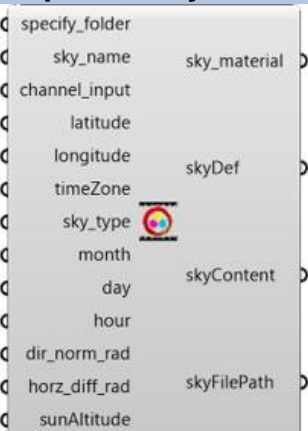 specify_folder
sky_name
channel_input
latitude
longitude
timeZone
sky_type
month
day
hour
dir_norm_rad
horz_diff_rad
sunAltitude
sky_material
skyDef
skyContent
skyFilePath